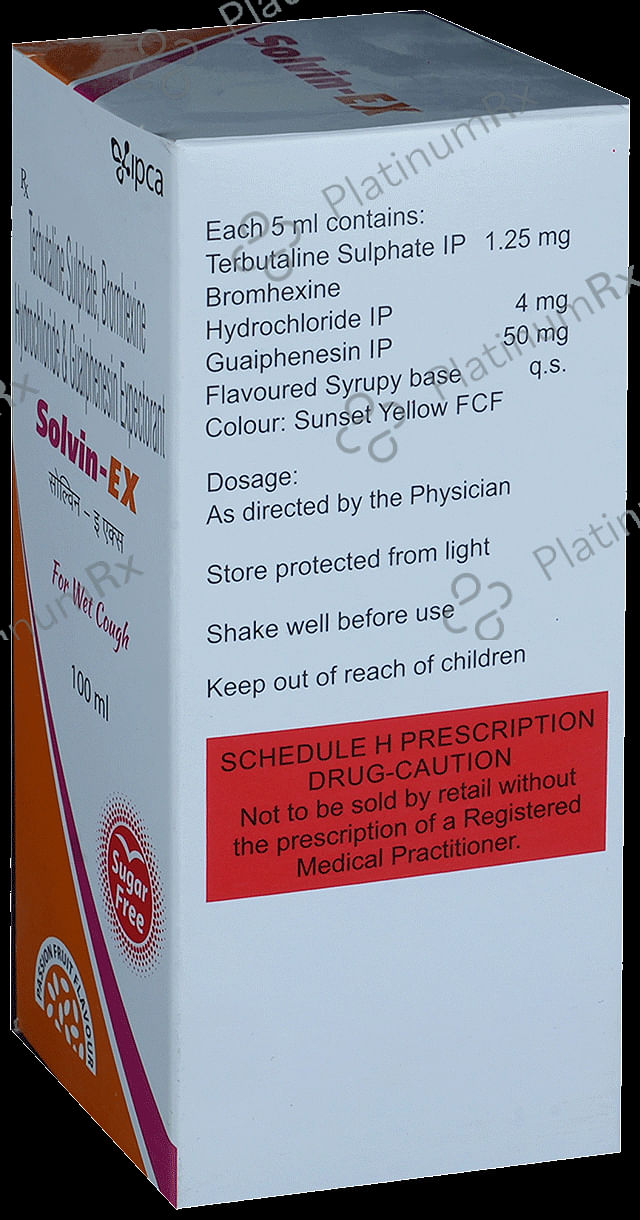 Solvin-EX
ipca
Rx
Terbutaline Sulphate, Bromhexine
Hydrochloride & Guaiphenesin Expectorant
Solvin-EX
सोल्विन - इ एक्स
For Wet Cough
100 ml
Sugar
Free
PASSION FRUIT FLAVOUR
Each 5 ml contains:
Terbutaline Sulphate IP 1.25 mg
Bromhexine
Hydrochloride IP 4 mg
Guaiphenesin IP 50 mg
Flavoured Syrupy base q.s.
Colour: Sunset Yellow FCF
Dosage:
As directed by the Physician
Store protected from light
Shake well before use
Keep out of reach of children
SCHEDULE H PRESCRIPTION
DRUG-CAUTION
Not to be sold by retail without
the prescription of a Registered
Medical Practitioner.
PlatinumRx
PlatinumRx
PlatinumRx